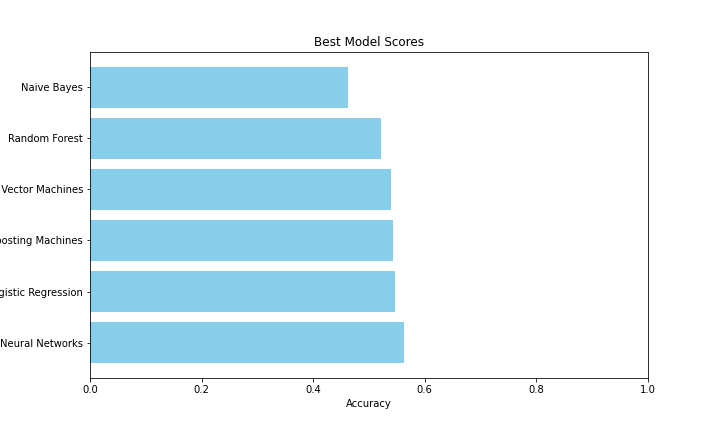 Best Model Scores
Naive Bayes
Random Forest
Vector Machines
osting Machines
gistic Regression
Neural Networks
0.0 0.2 0.4 0.6 0.8 1.0
Accuracy